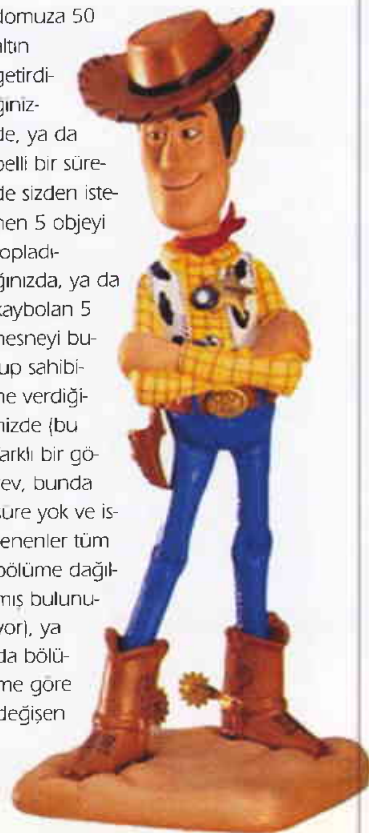 domuza 50
altın
getirdi-
ğiniz-
de, ya da
belli bir süre-
de sizden iste-
nen 5 objeyi
topladı-
ğınızda, ya da
kaybolan 5
nesneyi bu-
lup sahibi-
ne verdiği-
nizde (bu
farklı bir gö-
rev, bunda
süre yok ve is-
tenenler tüm
bölüme dağıl-
mış bulunu-
yor), ya
da bölü-
me göre
değişen